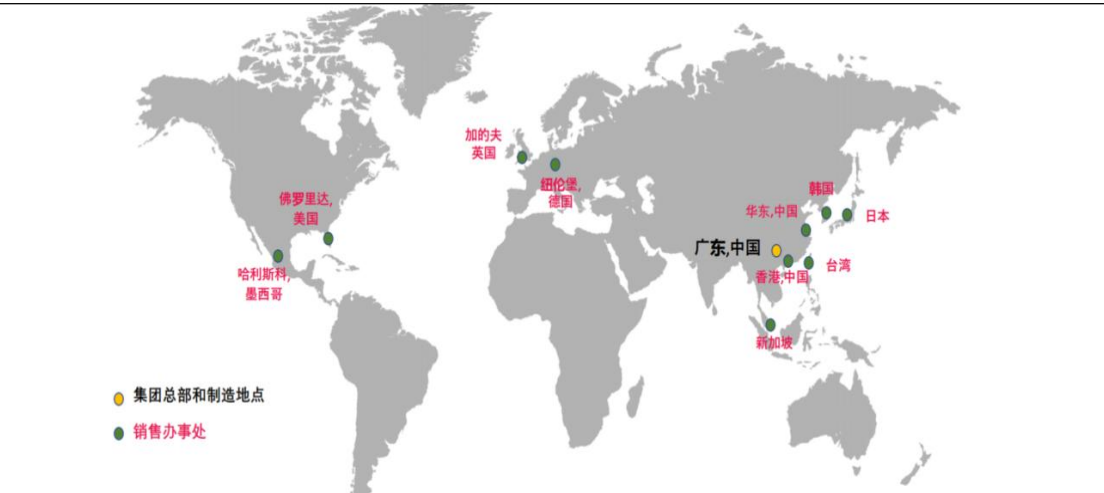 加的夫
英国
纽伦堡,
德国
佛罗里达,
美国
哈利斯科,
墨西哥
韩国
华东,中国
日本
广东,中国
台湾
香港,中国
新加坡
集团总部和制造地点
销售办事处